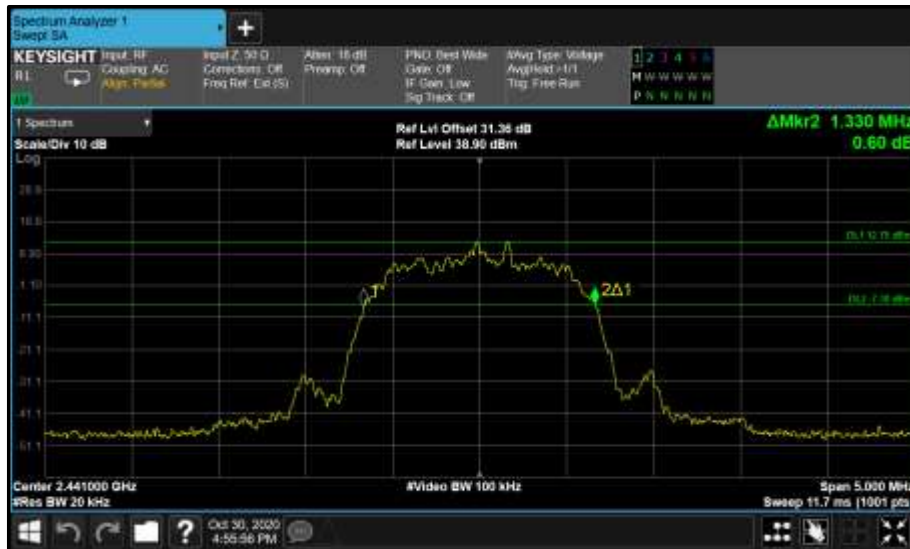 Spectrum Analyzer 1
Swept SA
KEYSIGHT
Input: RF
Coupling: AC
Align: Partial
Input Z: 50 Ω
Corrections: Off
Freq Ref: Ext (S)
Atten: 16 dB
Preamp: Off
PNO: Best Wide
Gate: Off
IF Gain: Low
Sig Track: Off
#Avg Type: Voltage
Avg|Hold:>1/1
Trig: Free Run
1 2 3 4 5 6
M W W W W W
P N N N N N
1 Spectrum
Scale/Div 10 dB
Log
Ref Lvl Offset 31.36 dB
Ref Level 38.90 dBm
ΔMkr2 1.330 MHz
0.60 dB
28.9
18.9
8.90
-1.10
-11.1
-21.1
-31.1
-41.1
-51.1
2Δ1
Center 2.441000 GHz
#Res BW 20 kHz
#Video BW 100 kHz
Span 5.000 MHz
Sweep 11.7 ms (1001 pts
?
Oct 30, 2020
4:55:56 PM